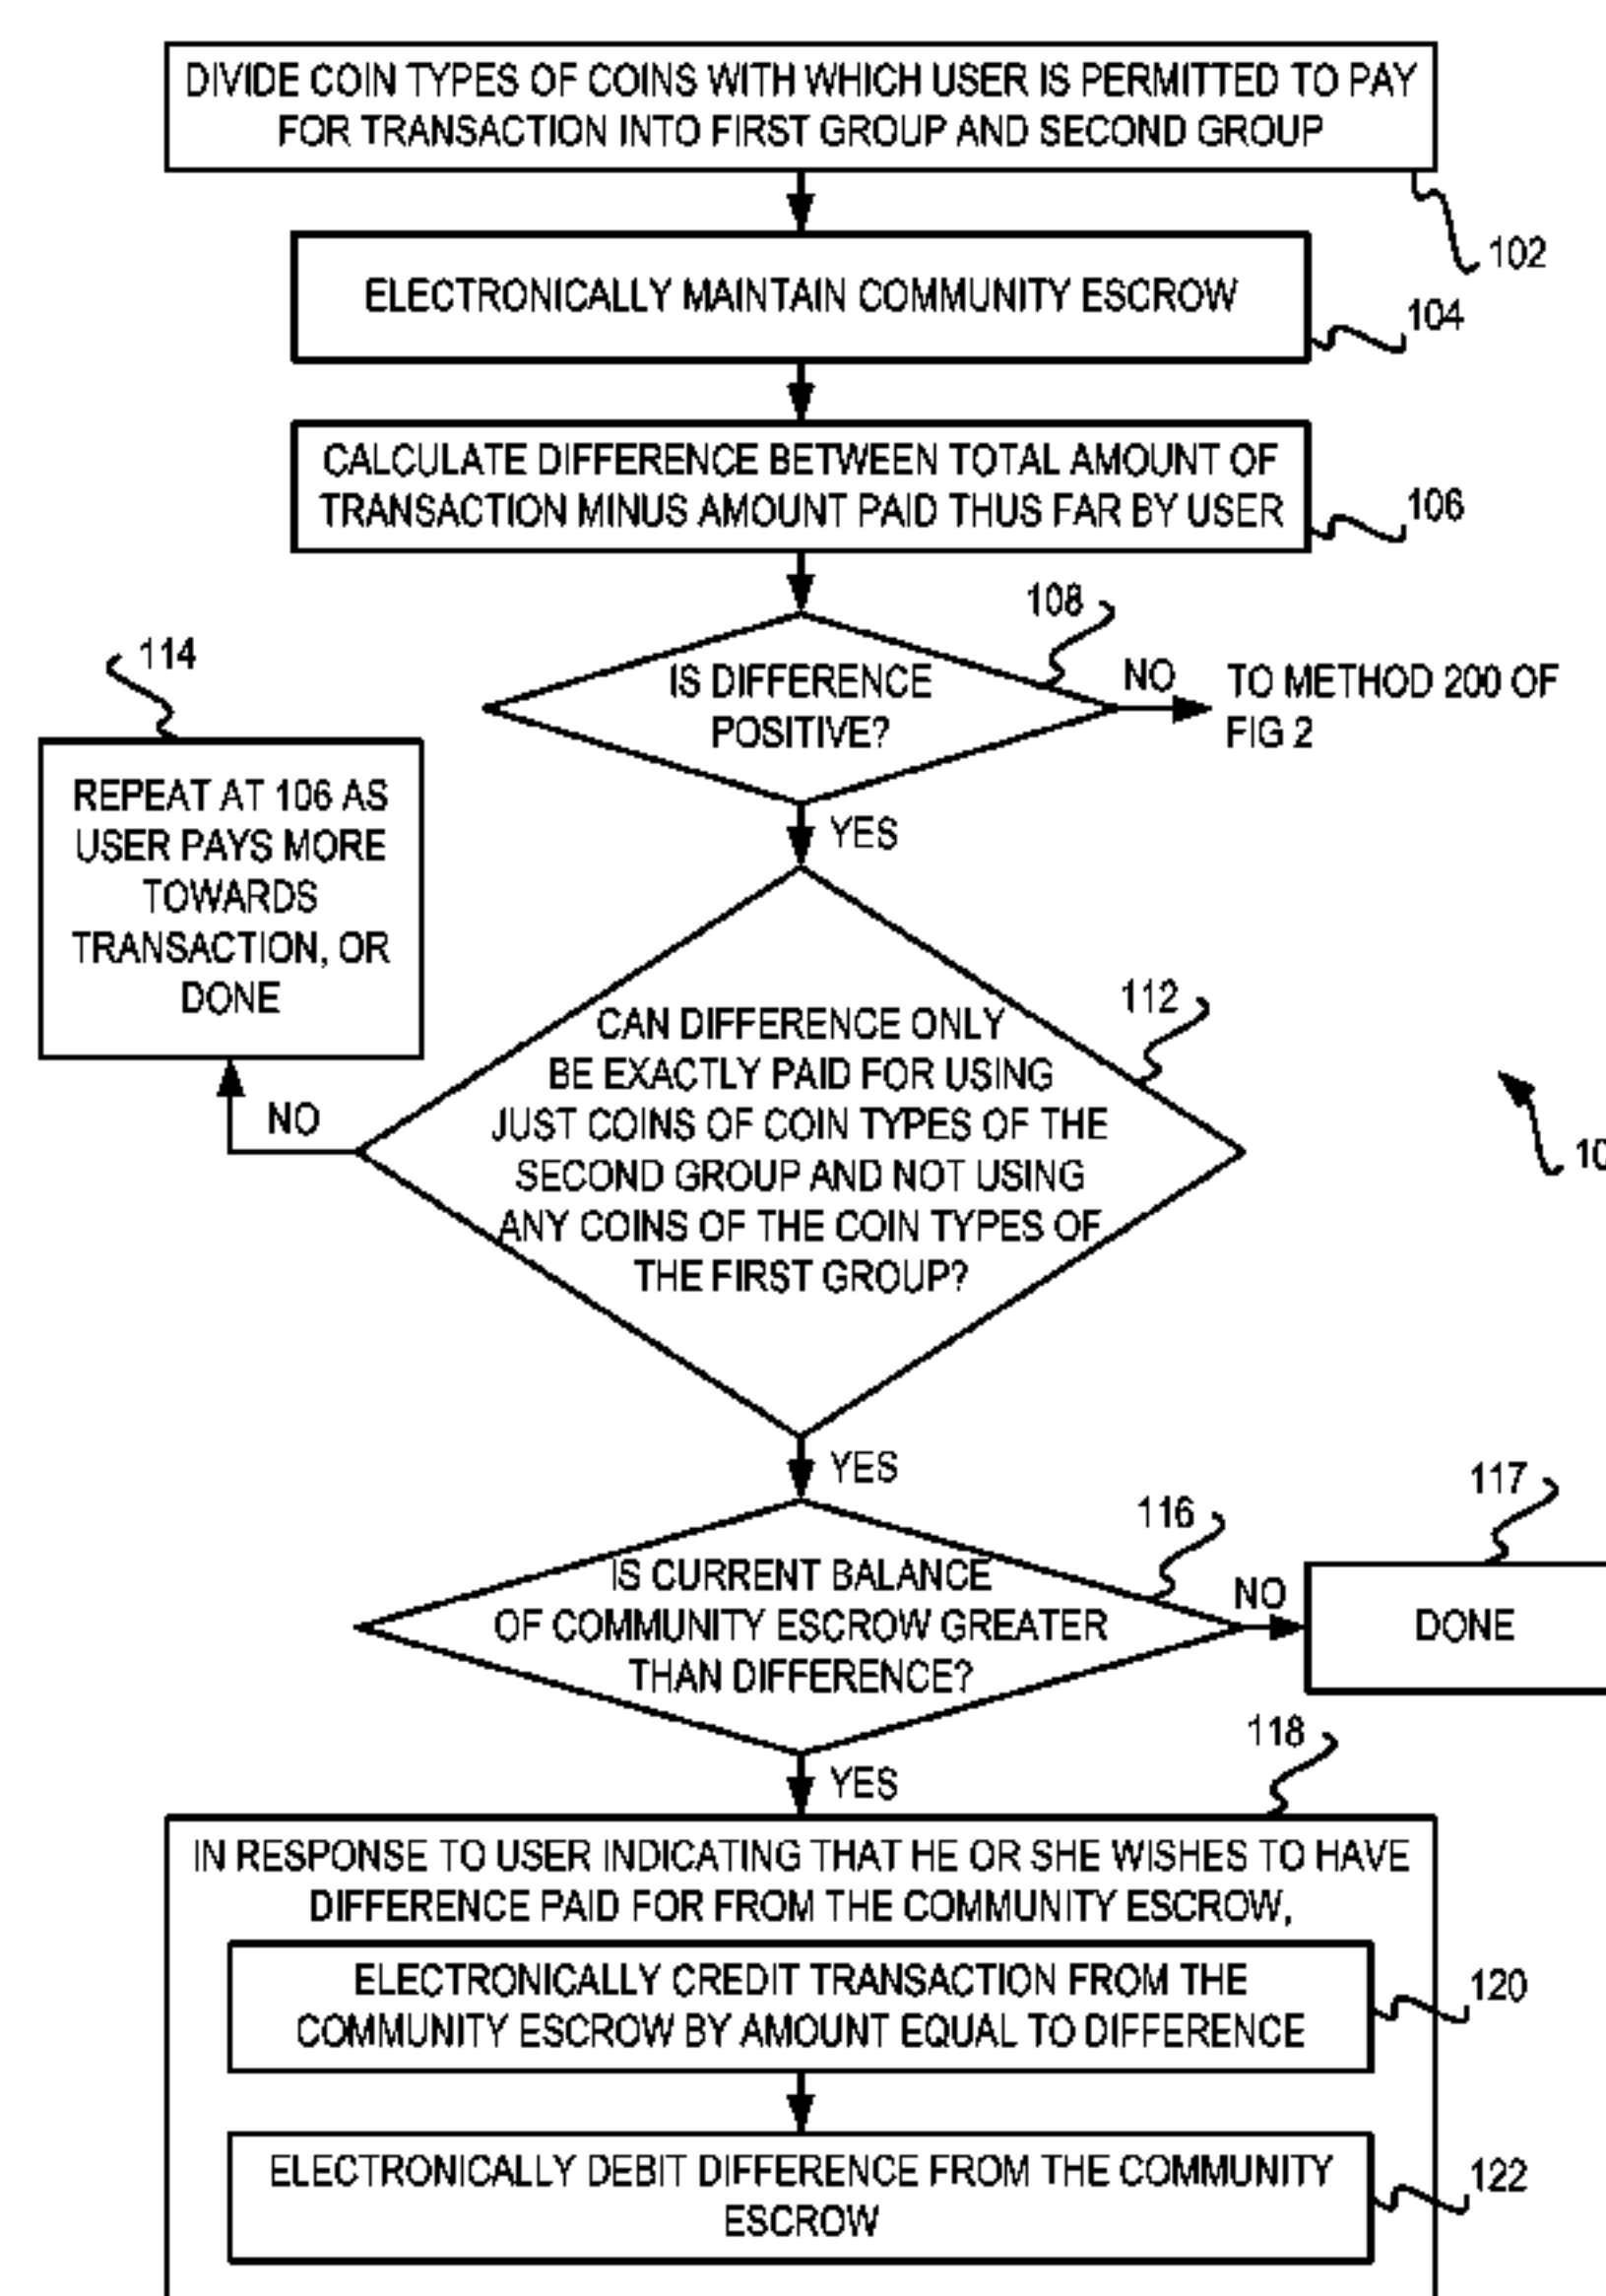 DIVIDE COIN TYPES OF COINS WITH WHICH USER IS PERMITTED TO PAY
FOR TRANSACTION INTO FIRST GROUP AND SECOND GROUP
102
ELECTRONICALLY MAINTAIN COMMUNITY ESCROW
104
CALCULATE DIFFERENCE BETWEEN TOTAL AMOUNT OF
TRANSACTION MINUS AMOUNT PAID THUS FAR BY USER
106
108
IS DIFFERENCE
POSITIVE?
NO
TO METHOD 200 OF
FIG 2
YES
114
REPEAT AT 106 AS
USER PAYS MORE
TOWARDS
TRANSACTION, OR
DONE
NO
112
CAN DIFFERENCE ONLY
BE EXACTLY PAID FOR USING
JUST COINS OF COIN TYPES OF THE
SECOND GROUP AND NOT USING
ANY COINS OF THE COIN TYPES OF
THE FIRST GROUP?
YES
116
IS CURRENT BALANCE
OF COMMUNITY ESCROW GREATER
THAN DIFFERENCE?
NO
117
DONE
YES
118
IN RESPONSE TO USER INDICATING THAT HE OR SHE WISHES TO HAVE
DIFFERENCE PAID FOR FROM THE COMMUNITY ESCROW,
ELECTRONICALLY CREDIT TRANSACTION FROM THE
COMMUNITY ESCROW BY AMOUNT EQUAL TO DIFFERENCE
120
ELECTRONICALLY DEBIT DIFFERENCE FROM THE COMMUNITY
ESCROW
122